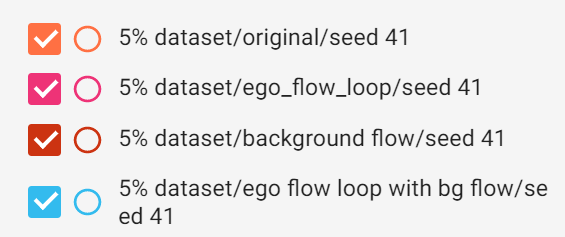 5% dataset/original/seed 41
5% dataset/ego_flow_loop/seed 41
5% dataset/background flow/seed 41
5% dataset/ego flow loop with bg flow/se
ed 41